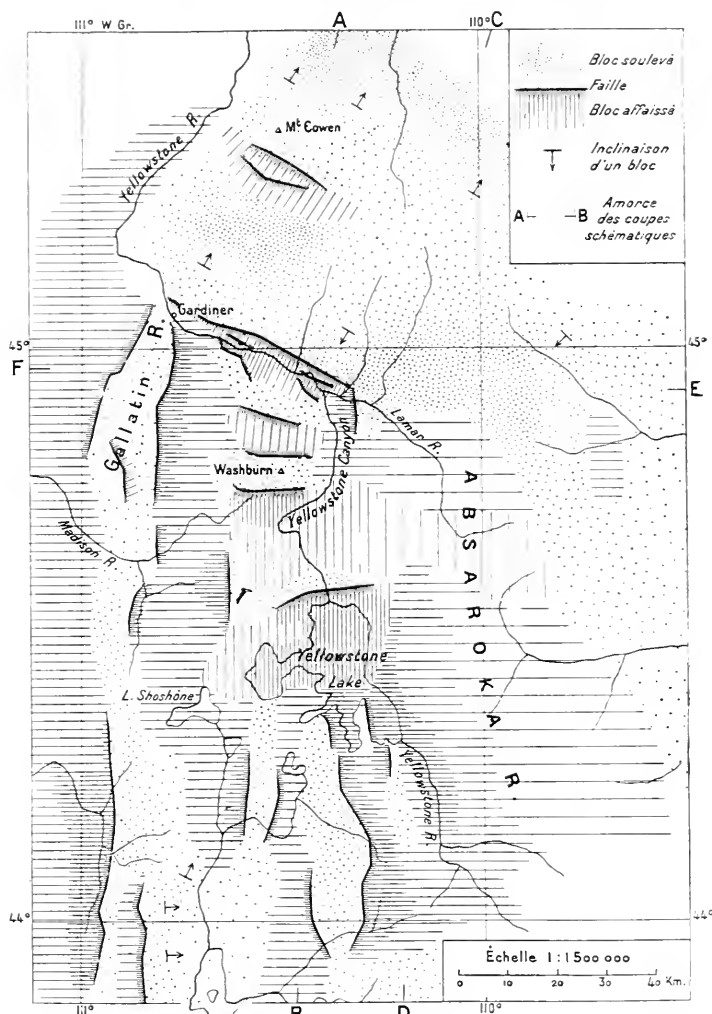 111° W Gr.
A
110° C
Bloc soulevé
Faille
Bloc affaissé
Inclinaison
d'un bloc
A
B
Amorce
des coupes
schématiques
Mt Cowen
Yellowstone R.
Gardiner
45°
45°
F
E
Gallatin R.
Lamar R.
Washburn
Yellowstone Canyon
Madison R.
ABSAROKA R.
Yellowstone
Lake
L. Shoshone
Yellowstone R.
44°
44°
Échelle 1:1500 000
0 10 20 30 40 Km.
111°
B
D
110°